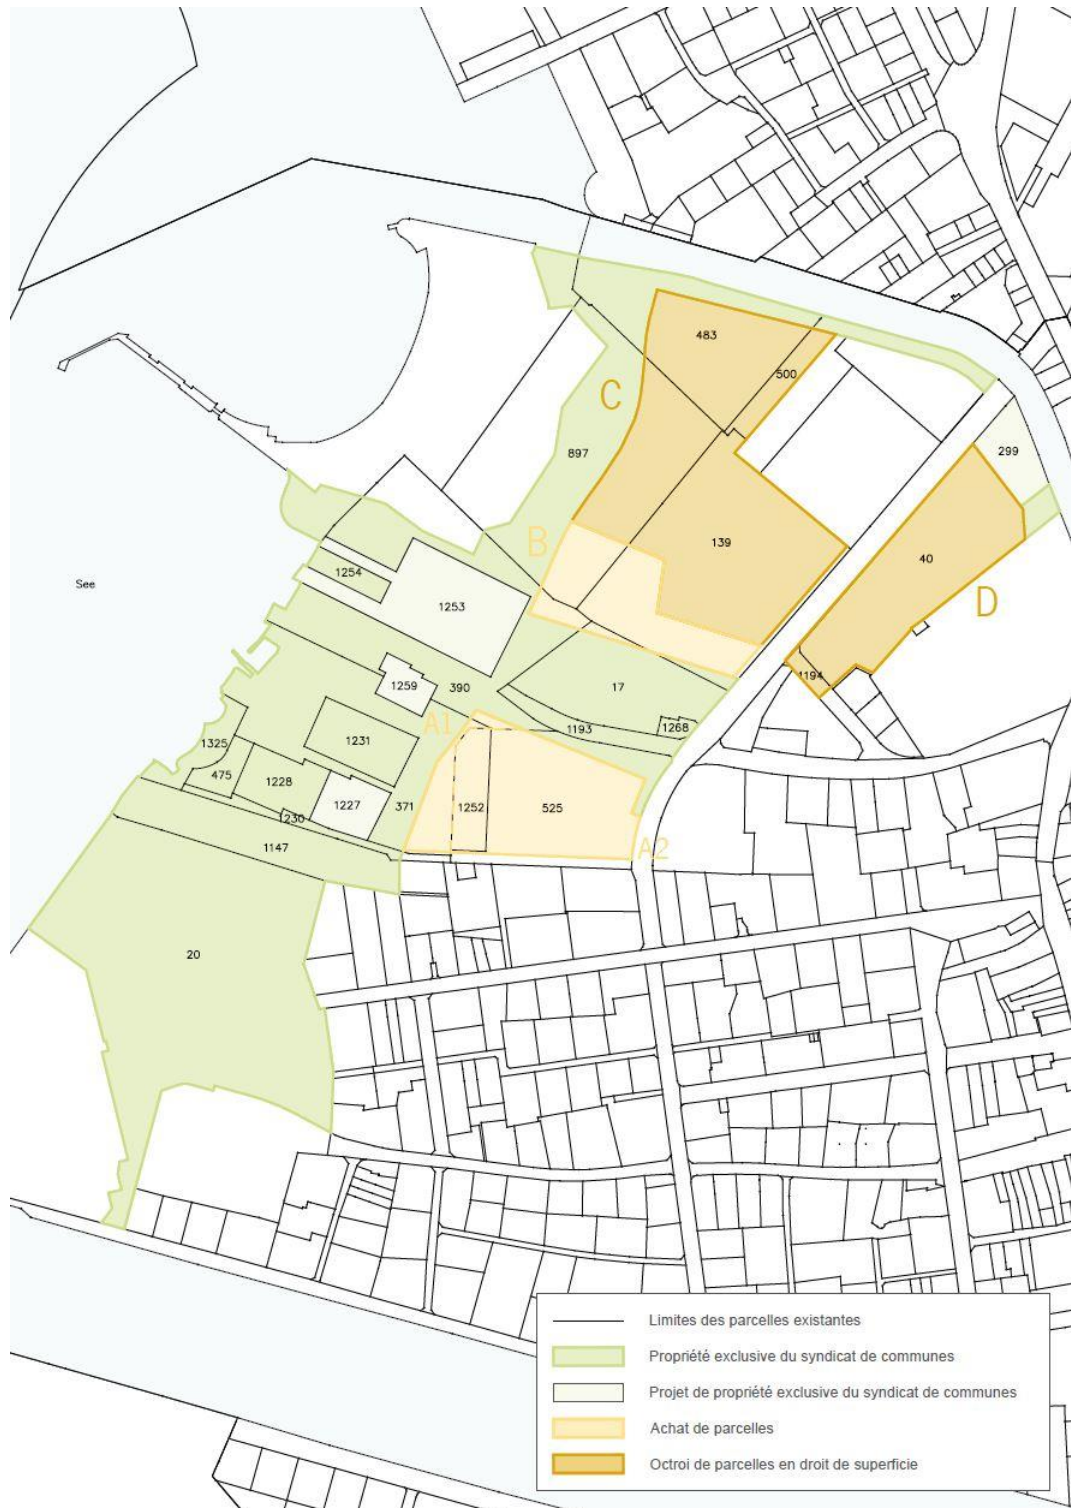 483
500
C
299
897
B
139
40
1254
See
1253
D
1194
1259
390
17
A1
1193
1268
1325
1231
475
1228
371
1252
525
1227
1230
A2
1147
20
Limites des parcelles existantes
Propriété exclusive du syndicat de communes
Projet de propriété exclusive du syndicat de communes
Achat de parcelles
Octroi de parcelles en droit de superficie